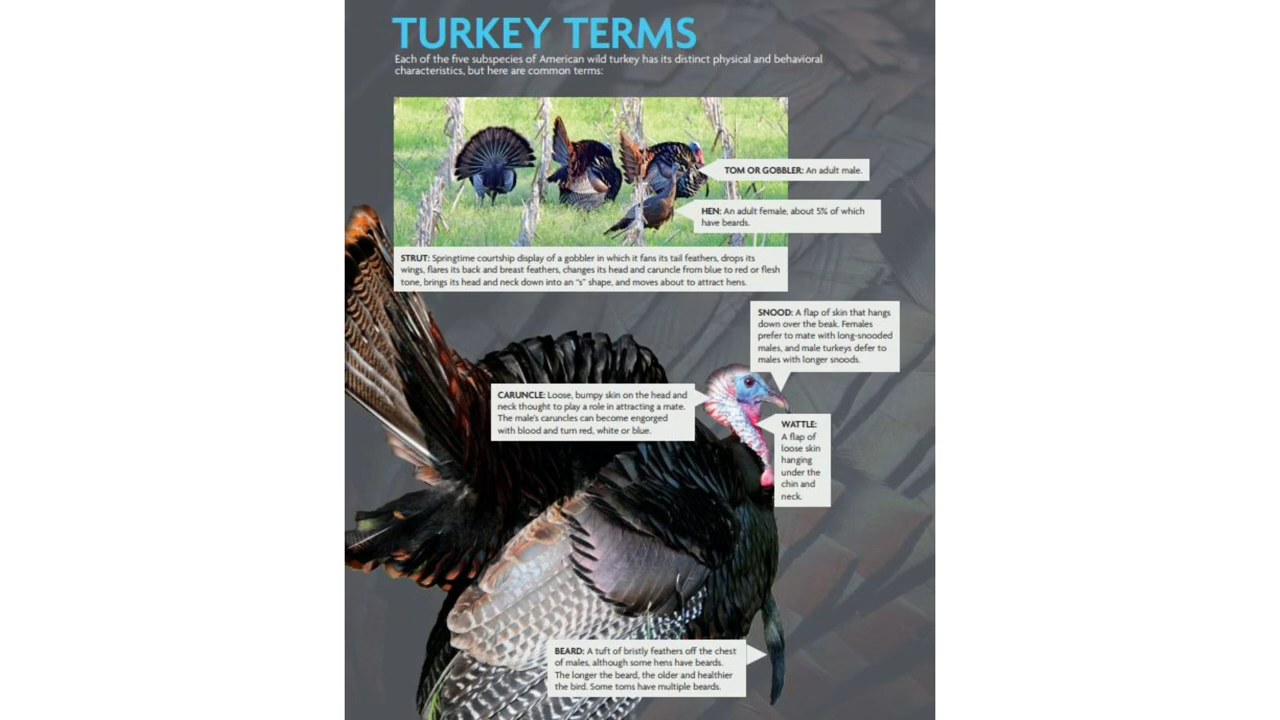 TURKEY TERMS
Each of the five subspecies of American wild turkey has its distinct physical and behavioral
characteristics, but here are common terms:
TOM OR GOBBLER: An adult male.
HEN: An adult female, about 5% of which
have beards.
STRUT: Springtime courtship display of a gobbler in which it fans its tail feathers, drops its
wings, flares its back and breast feathers, changes its head and caruncle from blue to red or flesh
tone, brings its head and neck down into an “s” shape, and moves about to attract hens.
SNOOD: A flap of skin that hangs
down over the beak. Females
prefer to mate with long-snooded
males, and male turkeys defer to
males with longer snoods.
CARUNCLE: Loose, bumpy skin on the head and
neck thought to play a role in attracting a mate.
The male's caruncles can become engorged
with blood and turn red, white or blue.
WATTLE:
A flap of
loose skin
hanging
under the
chin and
neck.
BEARD: A tuft of bristly feathers off the chest
of males, although some hens have beards.
The longer the beard, the older and healthier
the bird. Some toms have multiple beards.